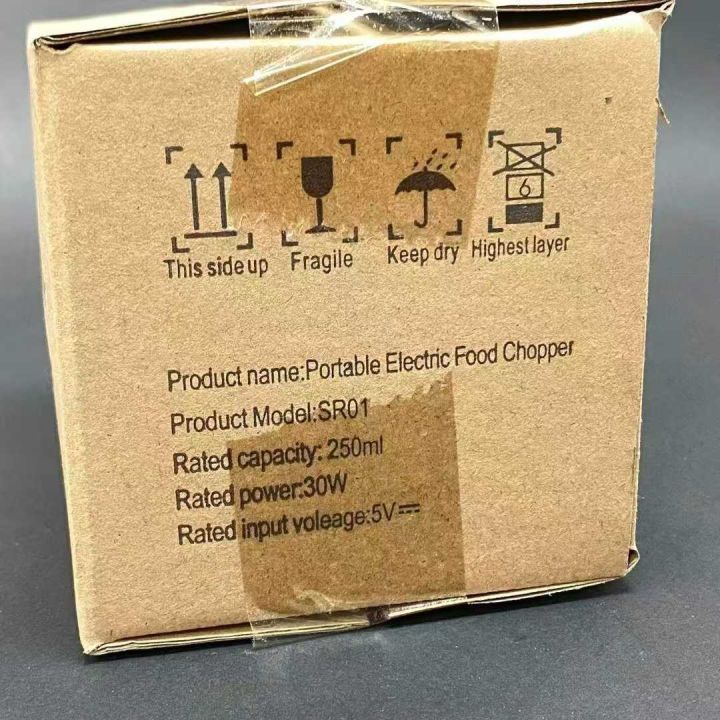 6
This side up Fragile Keep dry Highest layer
Product name:Portable Electric Food Chopper
Product Model:SR01
Rated capacity: 250ml
Rated power:30W
Rated input voleage:5V⎓